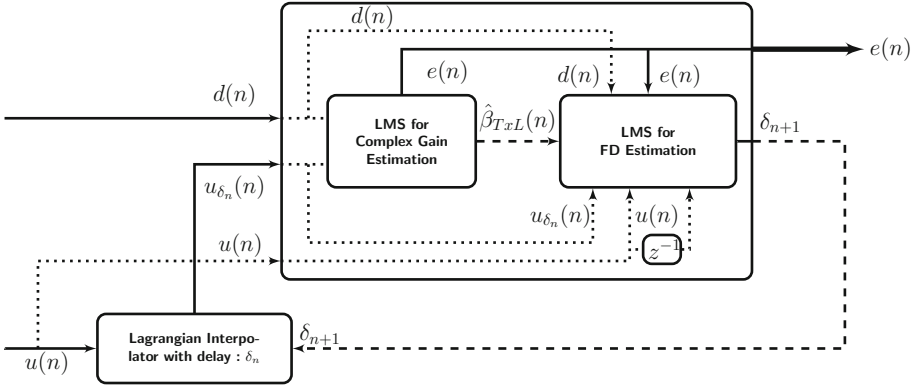 d(n)
e(n)
d(n)
e(n)
d(n)
e(n)
LMS for
Complex Gain
Estimation
β̂_{TxL}(n)
LMS for
FD Estimation
δ_{n+1}
u_{δ_n}(n)
u_{δ_n}(n)
u(n)
u(n)
z^{-1}
Lagrangian Interpo-
lator with delay : δ_n
δ_{n+1}
u(n)